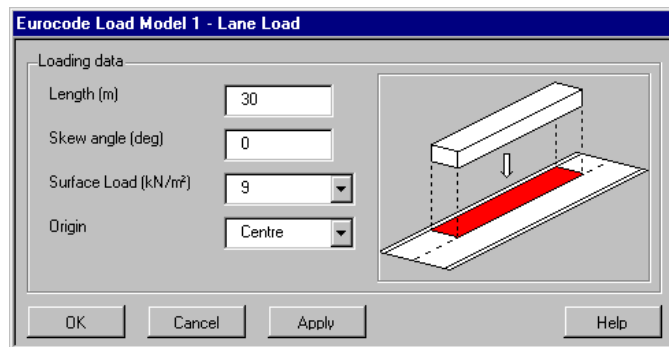 Eurocode Load Model 1 - Lane Load
Loading data
Length (m) 30
Skew angle (deg) 0
Surface Load (kN/m²) 9
Origin Centre
OK Cancel Apply Help